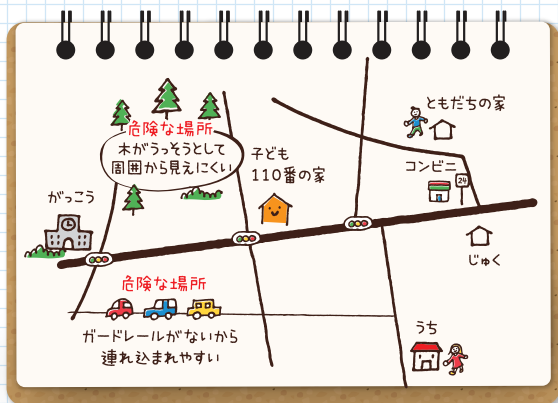 ともだちの家
危険な場所
木がうっそうとして
周囲から見えにくい
子ども
110番の家
コンビニ
24
がっこう
じゅく
危険な場所
ガードレールがないから
連れ込まれやすい
うち